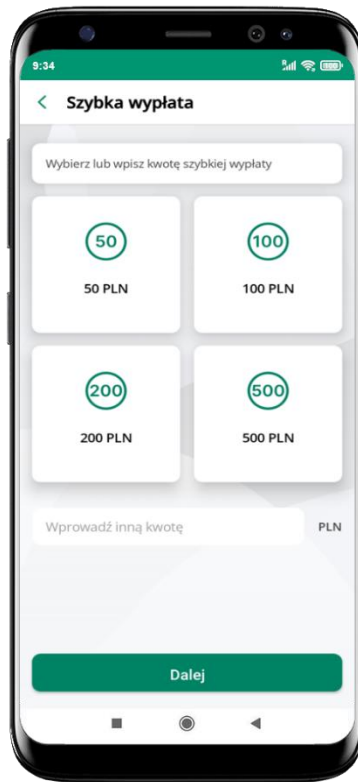 9:34
Szybka wypłata
Wybierz lub wpisz kwotę szybkiej wypłaty
50
100
50 PLN
100 PLN
200
500
200 PLN
500 PLN
Wprowadź inną kwotę
PLN
Dalej